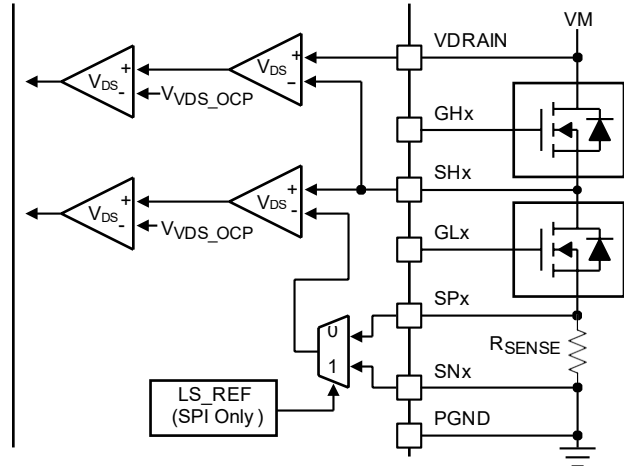 VM
VDRAIN
+
VDS
-
+
VDS
-
VVDS_OCP
GHx
SHx
+
VDS
-
+
VDS
-
VVDS_OCP
GLx
SPx
0
1
RSENSE
SNx
LS_REF
(SPI Only )
PGND